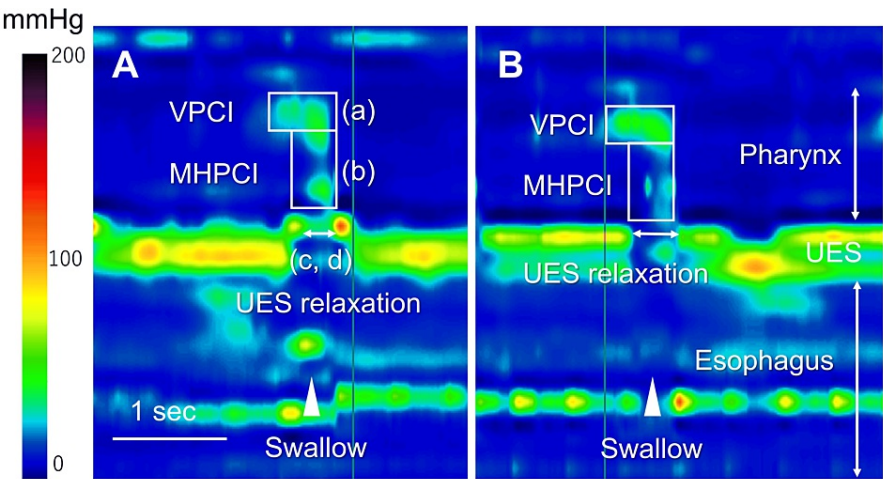 mmHg
200
100
0
A
VPCI
(a)
MHPCI
(b)
(c, d)
UES relaxation
1 sec
Swallow
B
VPCI
MHPCI
Pharynx
UES
UES relaxation
Esophagus
Swallow